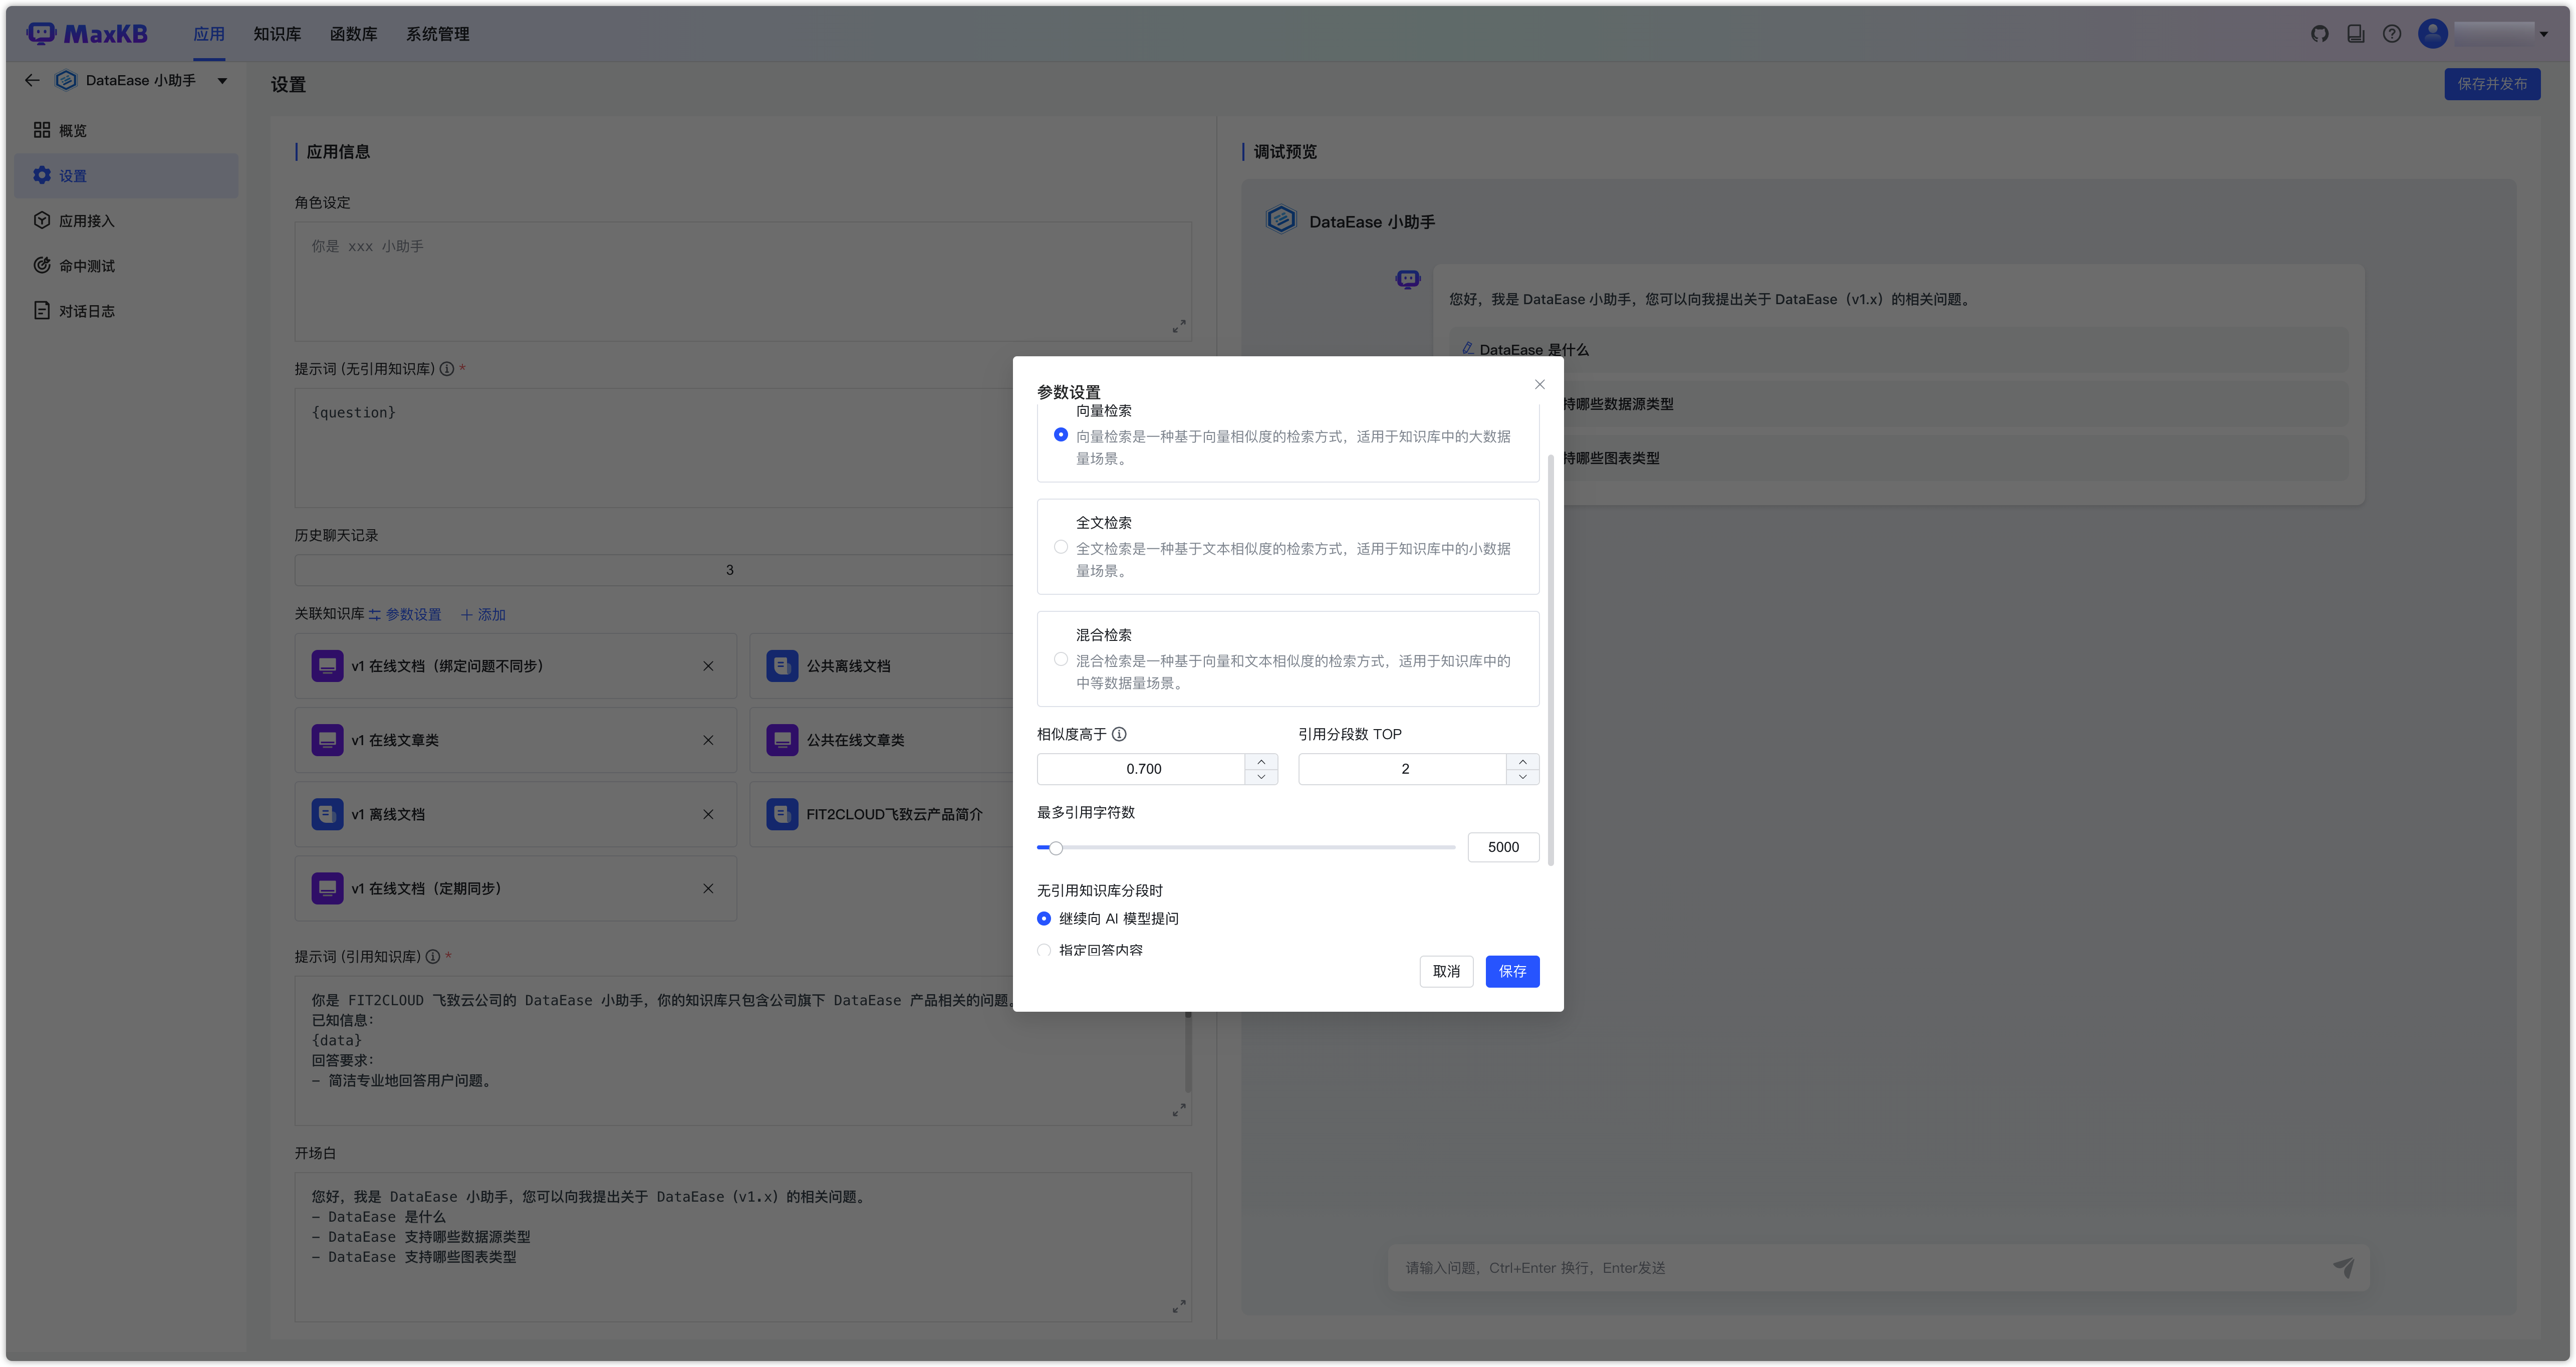 MaxKB
应用
知识库
函数库
系统管理
DataEase 小助手
设置
保存并发布
概览
设置
应用接入
命中测试
对话日志
应用信息
角色设定
你是 xxx 小助手
提示词 (无引用知识库) *
{question}
历史聊天记录
3
关联知识库
参数设置
添加
v1 在线文档（绑定问题不同步）
公共离线文档
v1 在线文章类
公共在线文章类
v1 离线文档
FIT2CLOUD飞致云产品简介
v1 在线文档（定期同步）
提示词 (引用知识库) *
你是 FIT2CLOUD 飞致云公司的 DataEase 小助手，你的知识库只包含公司旗下 DataEase 产品相关的问题。
已知信息：
{data}
回答要求：
- 简洁专业地回答用户问题。
开场白
您好，我是 DataEase 小助手，您可以向我提出关于 DataEase（v1.x）的相关问题。
- DataEase 是什么
- DataEase 支持哪些数据源类型
- DataEase 支持哪些图表类型
调试预览
DataEase 小助手
您好，我是 DataEase 小助手，您可以向我提出关于 DataEase（v1.x）的相关问题。
DataEase 是什么
持哪些数据源类型
持哪些图表类型
请输入问题，Ctrl+Enter 换行，Enter发送
参数设置
向量检索
向量检索是一种基于向量相似度的检索方式，适用于知识库中的大数据
量场景。
全文检索
全文检索是一种基于文本相似度的检索方式，适用于知识库中的小数据
量场景。
混合检索
混合检索是一种基于向量和文本相似度的检索方式，适用于知识库中的
中等数据量场景。
相似度高于
引用分段数 TOP
0.700
2
最多引用字符数
5000
无引用知识库分段时
继续向 AI 模型提问
指定回答内容
取消
保存